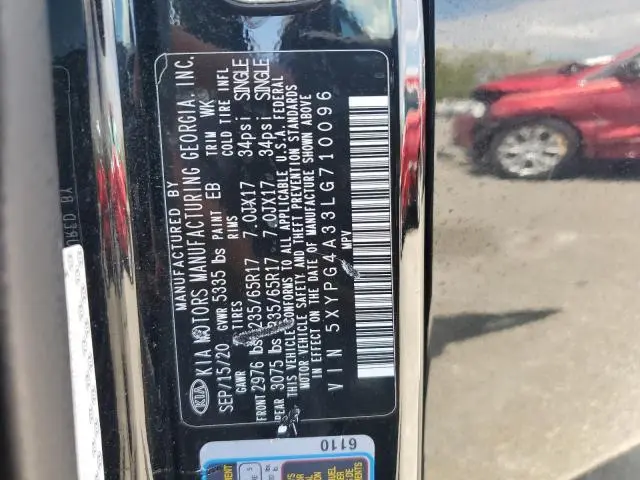 MANUFACTURED BY
KIA KIA MOTORS MANUFACTURING GEORGIA, INC.
SEP/15/20 GVWR 5335 lbs PAINT EB TRIM WK
GAWR TIRES RIMS COLD TIRE INFL
FRONT 2976 lbs 235/65R17 7.0JX17 34psi SINGLE
REAR 3075 lbs 235/65R17 7.0JX17 34psi SINGLE
THIS VEHICLE CONFORMS TO ALL APPLICABLE U.S.A. FEDERAL
MOTOR VEHICLE SAFETY AND THEFT PREVENTION STANDARDS
IN EFFECT ON THE DATE OF MANUFACTURE SHOWN ABOVE
VIN 5XYPG4A33LG710096
MPV
6110